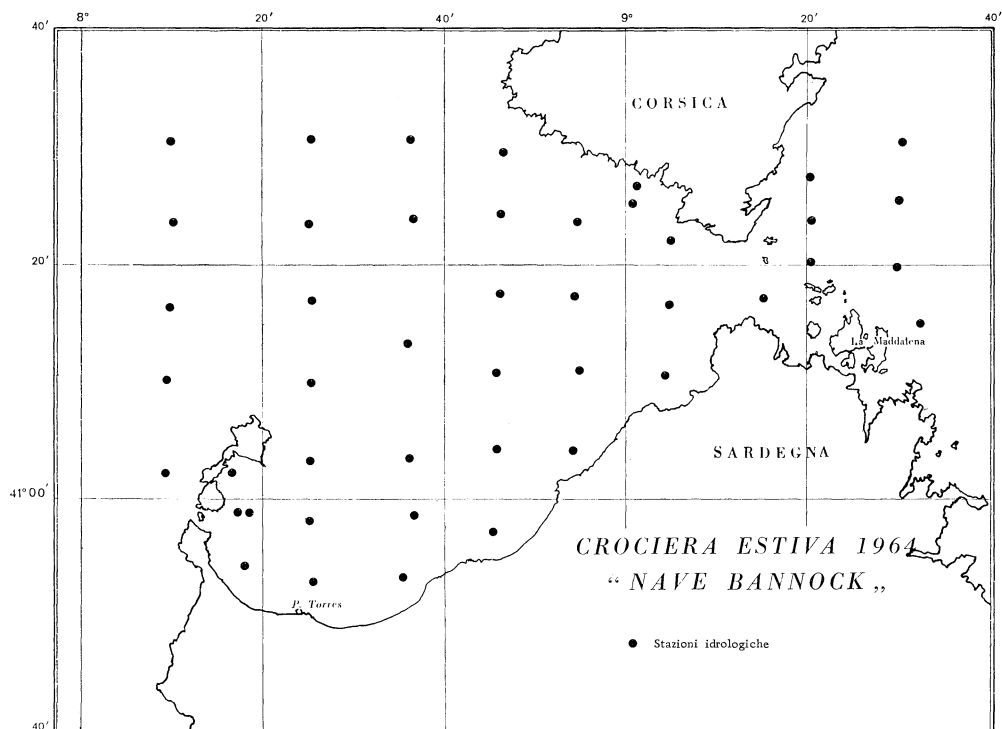 8° 20′ 40′ 9° 20′ 40′
40′
CORSICA
20′
La Maddalena
SARDEGNA
41°00′
CROCIERA ESTIVA 1964
“ NAVE BANNOCK „
P. Torres
Stazioni idrologiche
40′